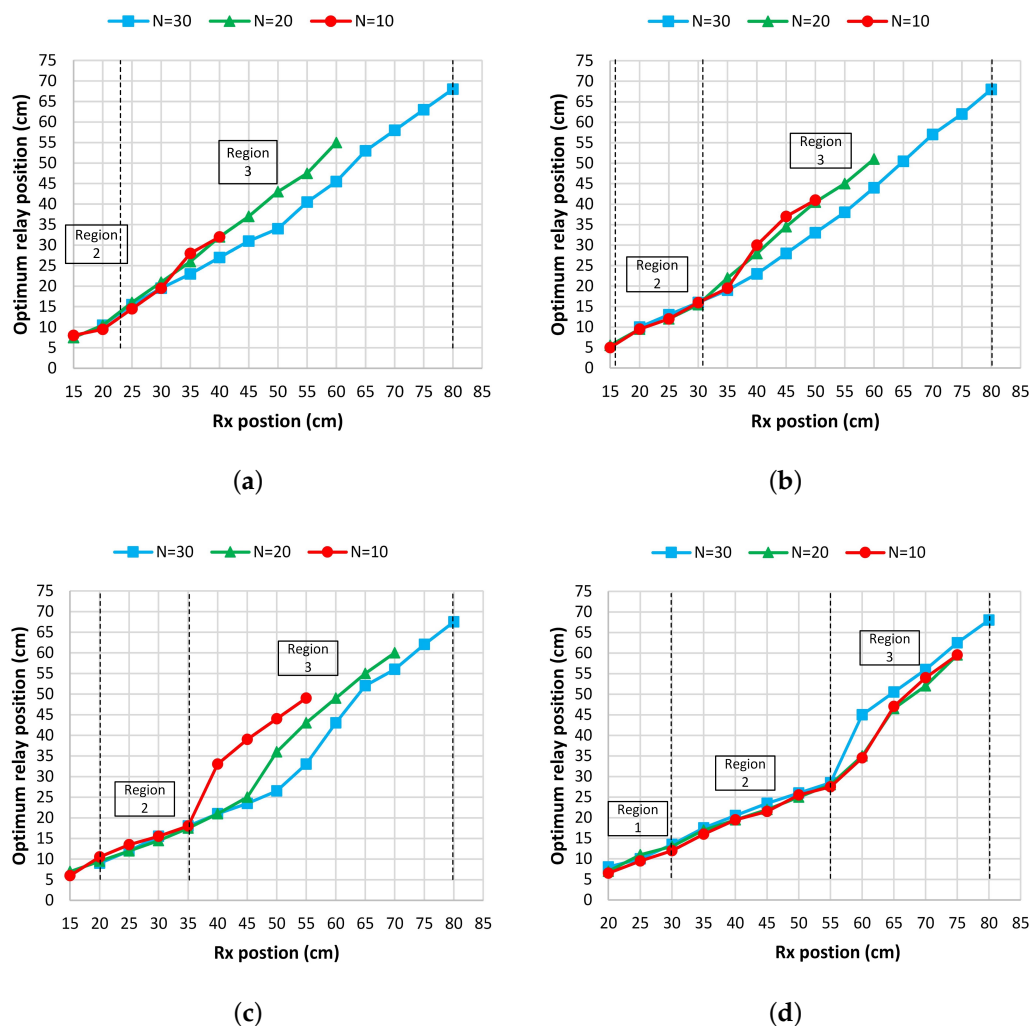 N=30 N=20 N=10
75
70
65
60
55
50
45
40
35
30
25
20
15
10
5
0
Optimum relay position (cm)
Region
3
Region
2
15 20 25 30 35 40 45 50 55 60 65 70 75 80 85
Rx postion (cm)
(a)
N=30 N=20 N=10
75
70
65
60
55
50
45
40
35
30
25
20
15
10
5
0
Optimum relay position (cm)
Region
3
Region
2
15 20 25 30 35 40 45 50 55 60 65 70 75 80 85
Rx postion (cm)
(b)
N=30 N=20 N=10
75
70
65
60
55
50
45
40
35
30
25
20
15
10
5
0
Optimum relay position (cm)
Region
3
Region
2
15 20 25 30 35 40 45 50 55 60 65 70 75 80 85
Rx postion (cm)
(c)
N=30 N=20 N=10
75
70
65
60
55
50
45
40
35
30
25
20
15
10
5
0
Optimum relay position (cm)
Region
3
Region
2
Region
1
20 25 30 35 40 45 50 55 60 65 70 75 80 85
Rx postion (cm)
(d)